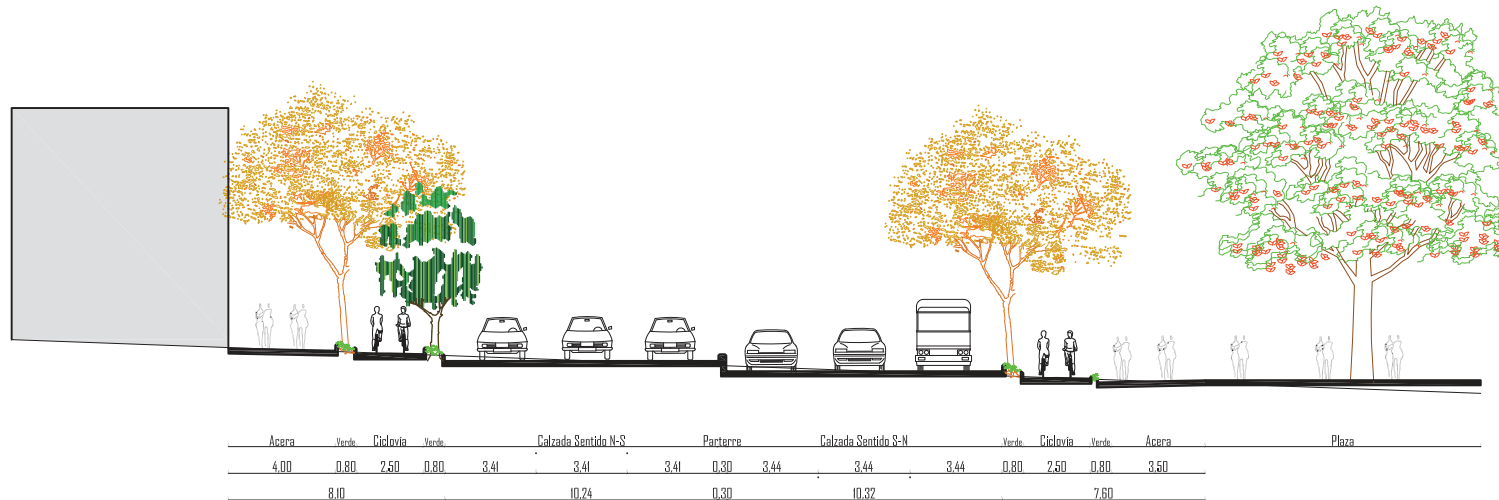 Acera Verde Ciclovía Verde Calzada Sentido N-S Parterre Calzada Sentido S-N Verde Ciclovía Verde Acera Plaza
4,00 0,80 2,50 0,80 3,41 3,41 3,41 0,30 3,44 3,44 3,44 0,80 2,50 0,80 3,50
8,10 10,24 0,30 10,32 7,60